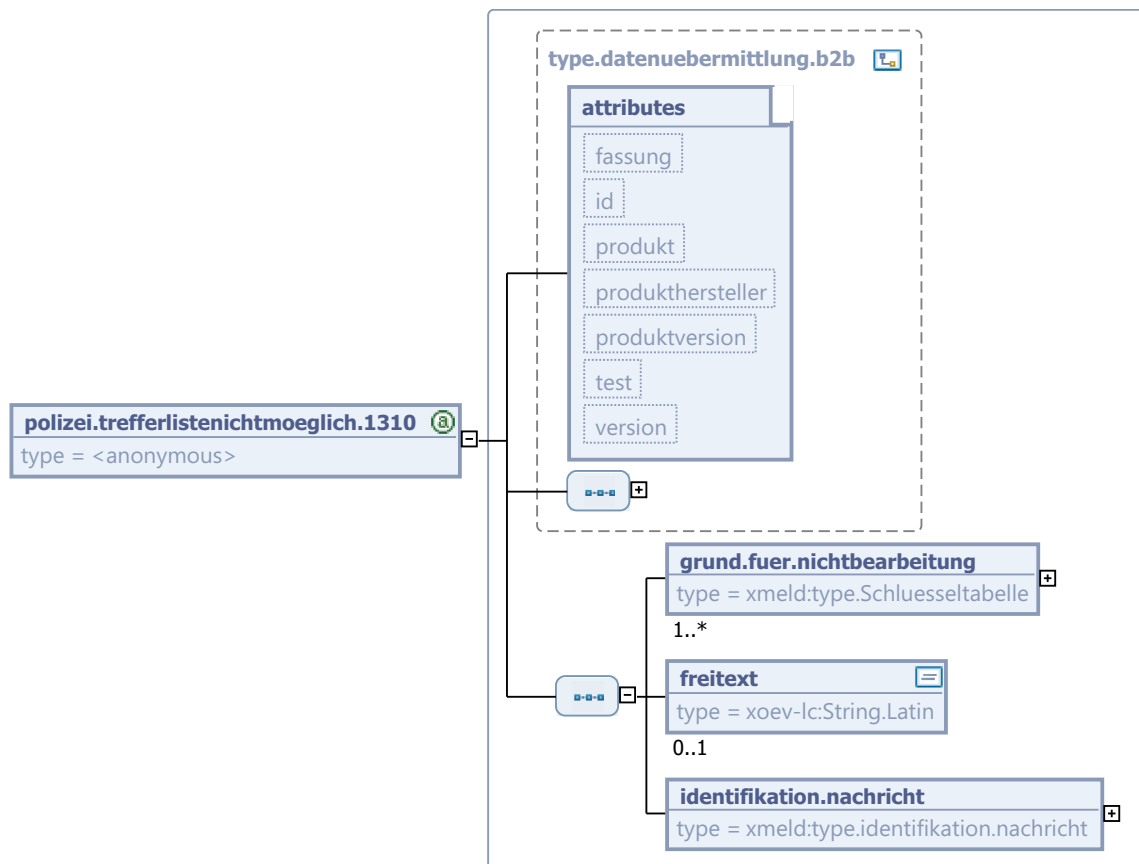 type.datenuebermittlung.b2b
attributes
fassung
id
produkt
produkthersteller
produktversion
test
version
polizei.trefferlistenichtmoeglich.1310 @
type = <anonymous>
grund.fuer.nichtbearbeitung
type = xmeld:type.Schluesseltabelle
1..*
freitext
type = xoev-lc:String.Latin
0..1
identifikation.nachricht
type = xmeld:type.identifikation.nachricht